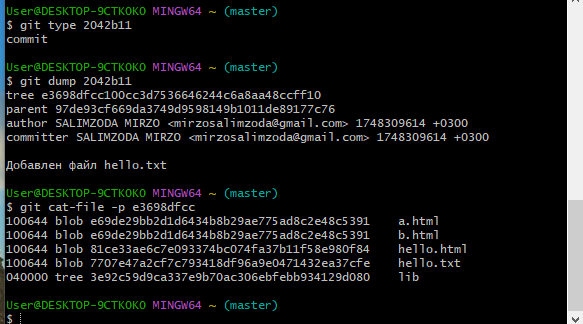 User@DESKTOP-9CTKOKO MINGW64 ~ (master)
$ git type 2042b11
commit
User@DESKTOP-9CTKOKO MINGW64 ~ (master)
$ git dump 2042b11
tree e3698dfcc100cc3d7536646244c6a8aa48ccff10
parent 97de93cf669da3749d9598149b1011de89177c76
author SALIMZODA MIRZO <mirzosalimzoda@gmail.com> 1748309614 +0300
committer SALIMZODA MIRZO <mirzosalimzoda@gmail.com> 1748309614 +0300
Добавлен файл hello.txt
User@DESKTOP-9CTKOKO MINGW64 ~ (master)
$ git cat-file -p e3698dfcc
100644 blob e69de29bb2d1d6434b8b29ae775ad8c2e48c5391 a.html
100644 blob e69de29bb2d1d6434b8b29ae775ad8c2e48c5391 b.html
100644 blob 81ce33ae6c7e093374bc074fa37b11f58e980f84 hello.html
100644 blob 7707e47a2cf7c793418df96a9e0471432ea37cfe hello.txt
040000 tree 3e92c59d9ca337e9b70ac306ebfebb934129d080 lib
User@DESKTOP-9CTKOKO MINGW64 ~ (master)
$